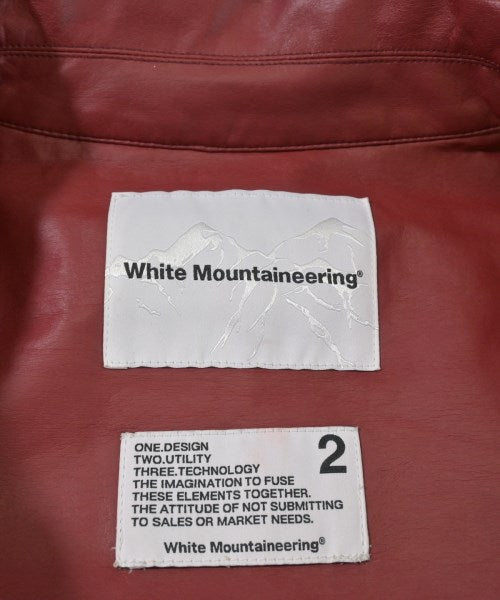 White Mountaineering®
2
ONE.DESIGN
TWO.UTILITY
THREE.TECHNOLOGY
THE IMAGINATION TO FUSE
THESE ELEMENTS TOGETHER.
THE ATTITUDE OF NOT SUBMITTING
TO SALES OR MARKET NEEDS.
White Mountaineering®